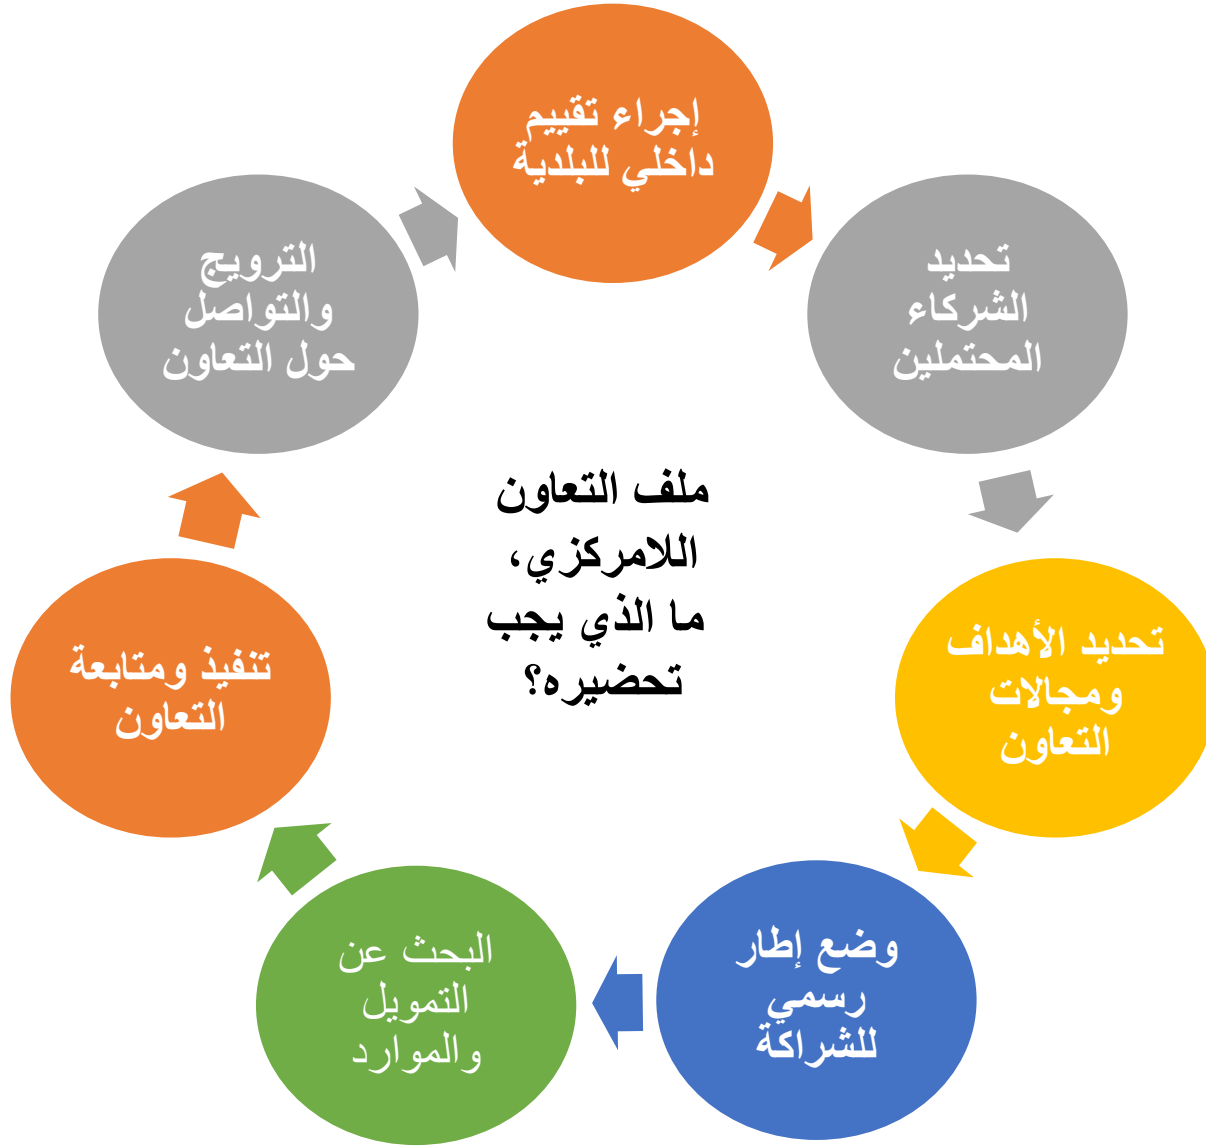 إجراء تقييم
داخلي للبلدية
تحديد
الشركاء
المحتملين
تحديد الأهداف
ومجالات
التعاون
وضع إطار
رسمي
للشراكة
البحث عن
التمويل
والموارد
تنفيذ ومتابعة
التعاون
الترويج
والتواصل
حول التعاون
ملف التعاون
اللامركزي،
ما الذي يجب
تحضيره؟